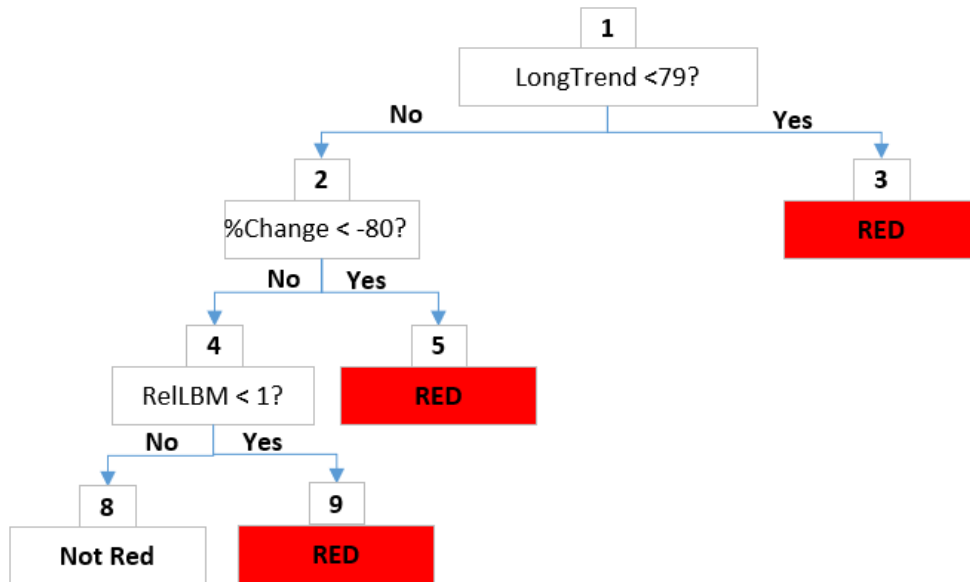 1
LongTrend <79?
No
Yes
2
3
%Change < -80?
RED
No
Yes
4
5
RelLBM < 1?
RED
No
Yes
8
9
Not Red
RED